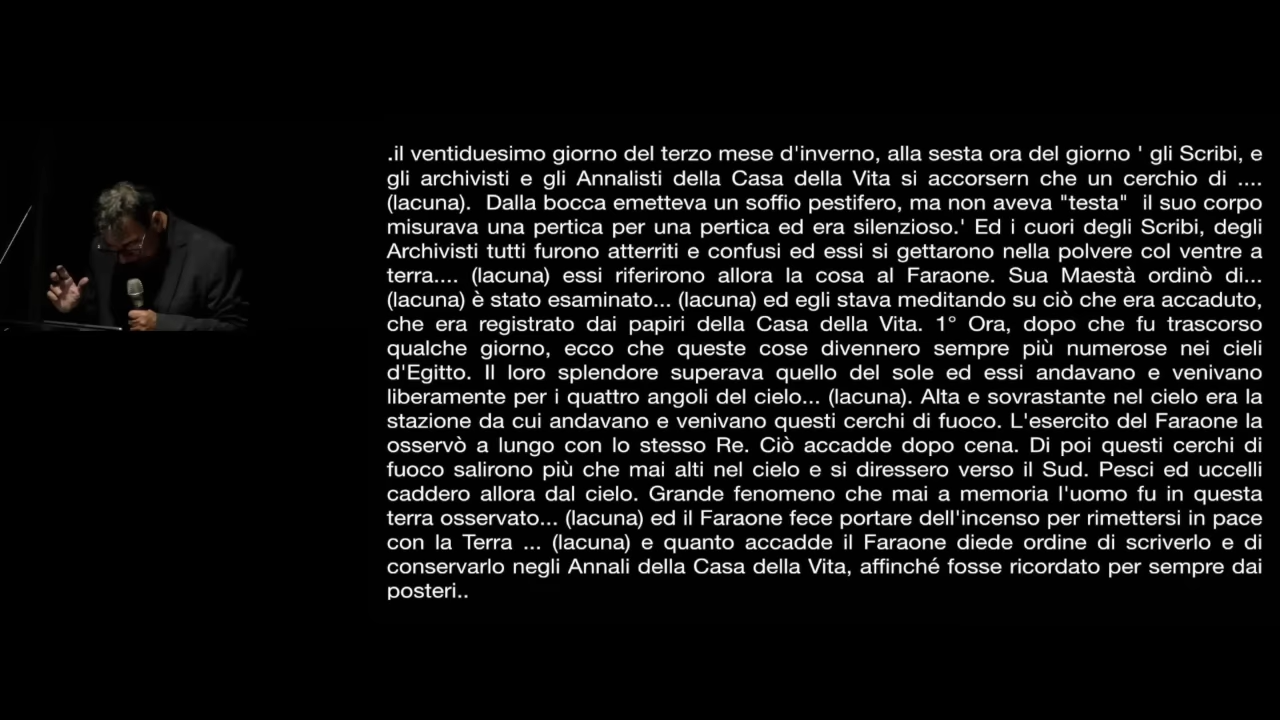 .il ventiduesimo giorno del terzo mese d'inverno, alla sesta ora del giorno ' gli Scribi, e
gli archivisti e gli Annalisti della Casa della Vita si accorsern che un cerchio di ....
(lacuna). Dalla bocca emetteva un soffio pestifero, ma non aveva "testa" il suo corpo
misurava una pertica per una pertica ed era silenzioso.' Ed i cuori degli Scribi, degli
Archivisti tutti furono atterriti e confusi ed essi si gettarono nella polvere col ventre a
terra.... (lacuna) essi riferirono allora la cosa al Faraone. Sua Maestà ordinò di...
(lacuna) è stato esaminato... (lacuna) ed egli stava meditando su ciò che era accaduto,
che era registrato dai papiri della Casa della Vita. 1° Ora, dopo che fu trascorso
qualche giorno, ecco che queste cose divennero sempre più numerose nei cieli
d'Egitto. Il loro splendore superava quello del sole ed essi andavano e venivano
liberamente per i quattro angoli del cielo... (lacuna). Alta e sovrastante nel cielo era la
stazione da cui andavano e venivano questi cerchi di fuoco. L'esercito del Faraone la
osservò a lungo con lo stesso Re. Ciò accadde dopo cena. Di poi questi cerchi di
fuoco salirono più che mai alti nel cielo e si diressero verso il Sud. Pesci ed uccelli
caddero allora dal cielo. Grande fenomeno che mai a memoria l'uomo fu in questa
terra osservato... (lacuna) ed il Faraone fece portare dell'incenso per rimettersi in pace
con la Terra ... (lacuna) e quanto accadde il Faraone diede ordine di scriverlo e di
conservarlo negli Annali della Casa della Vita, affinché fosse ricordato per sempre dai
posteri..